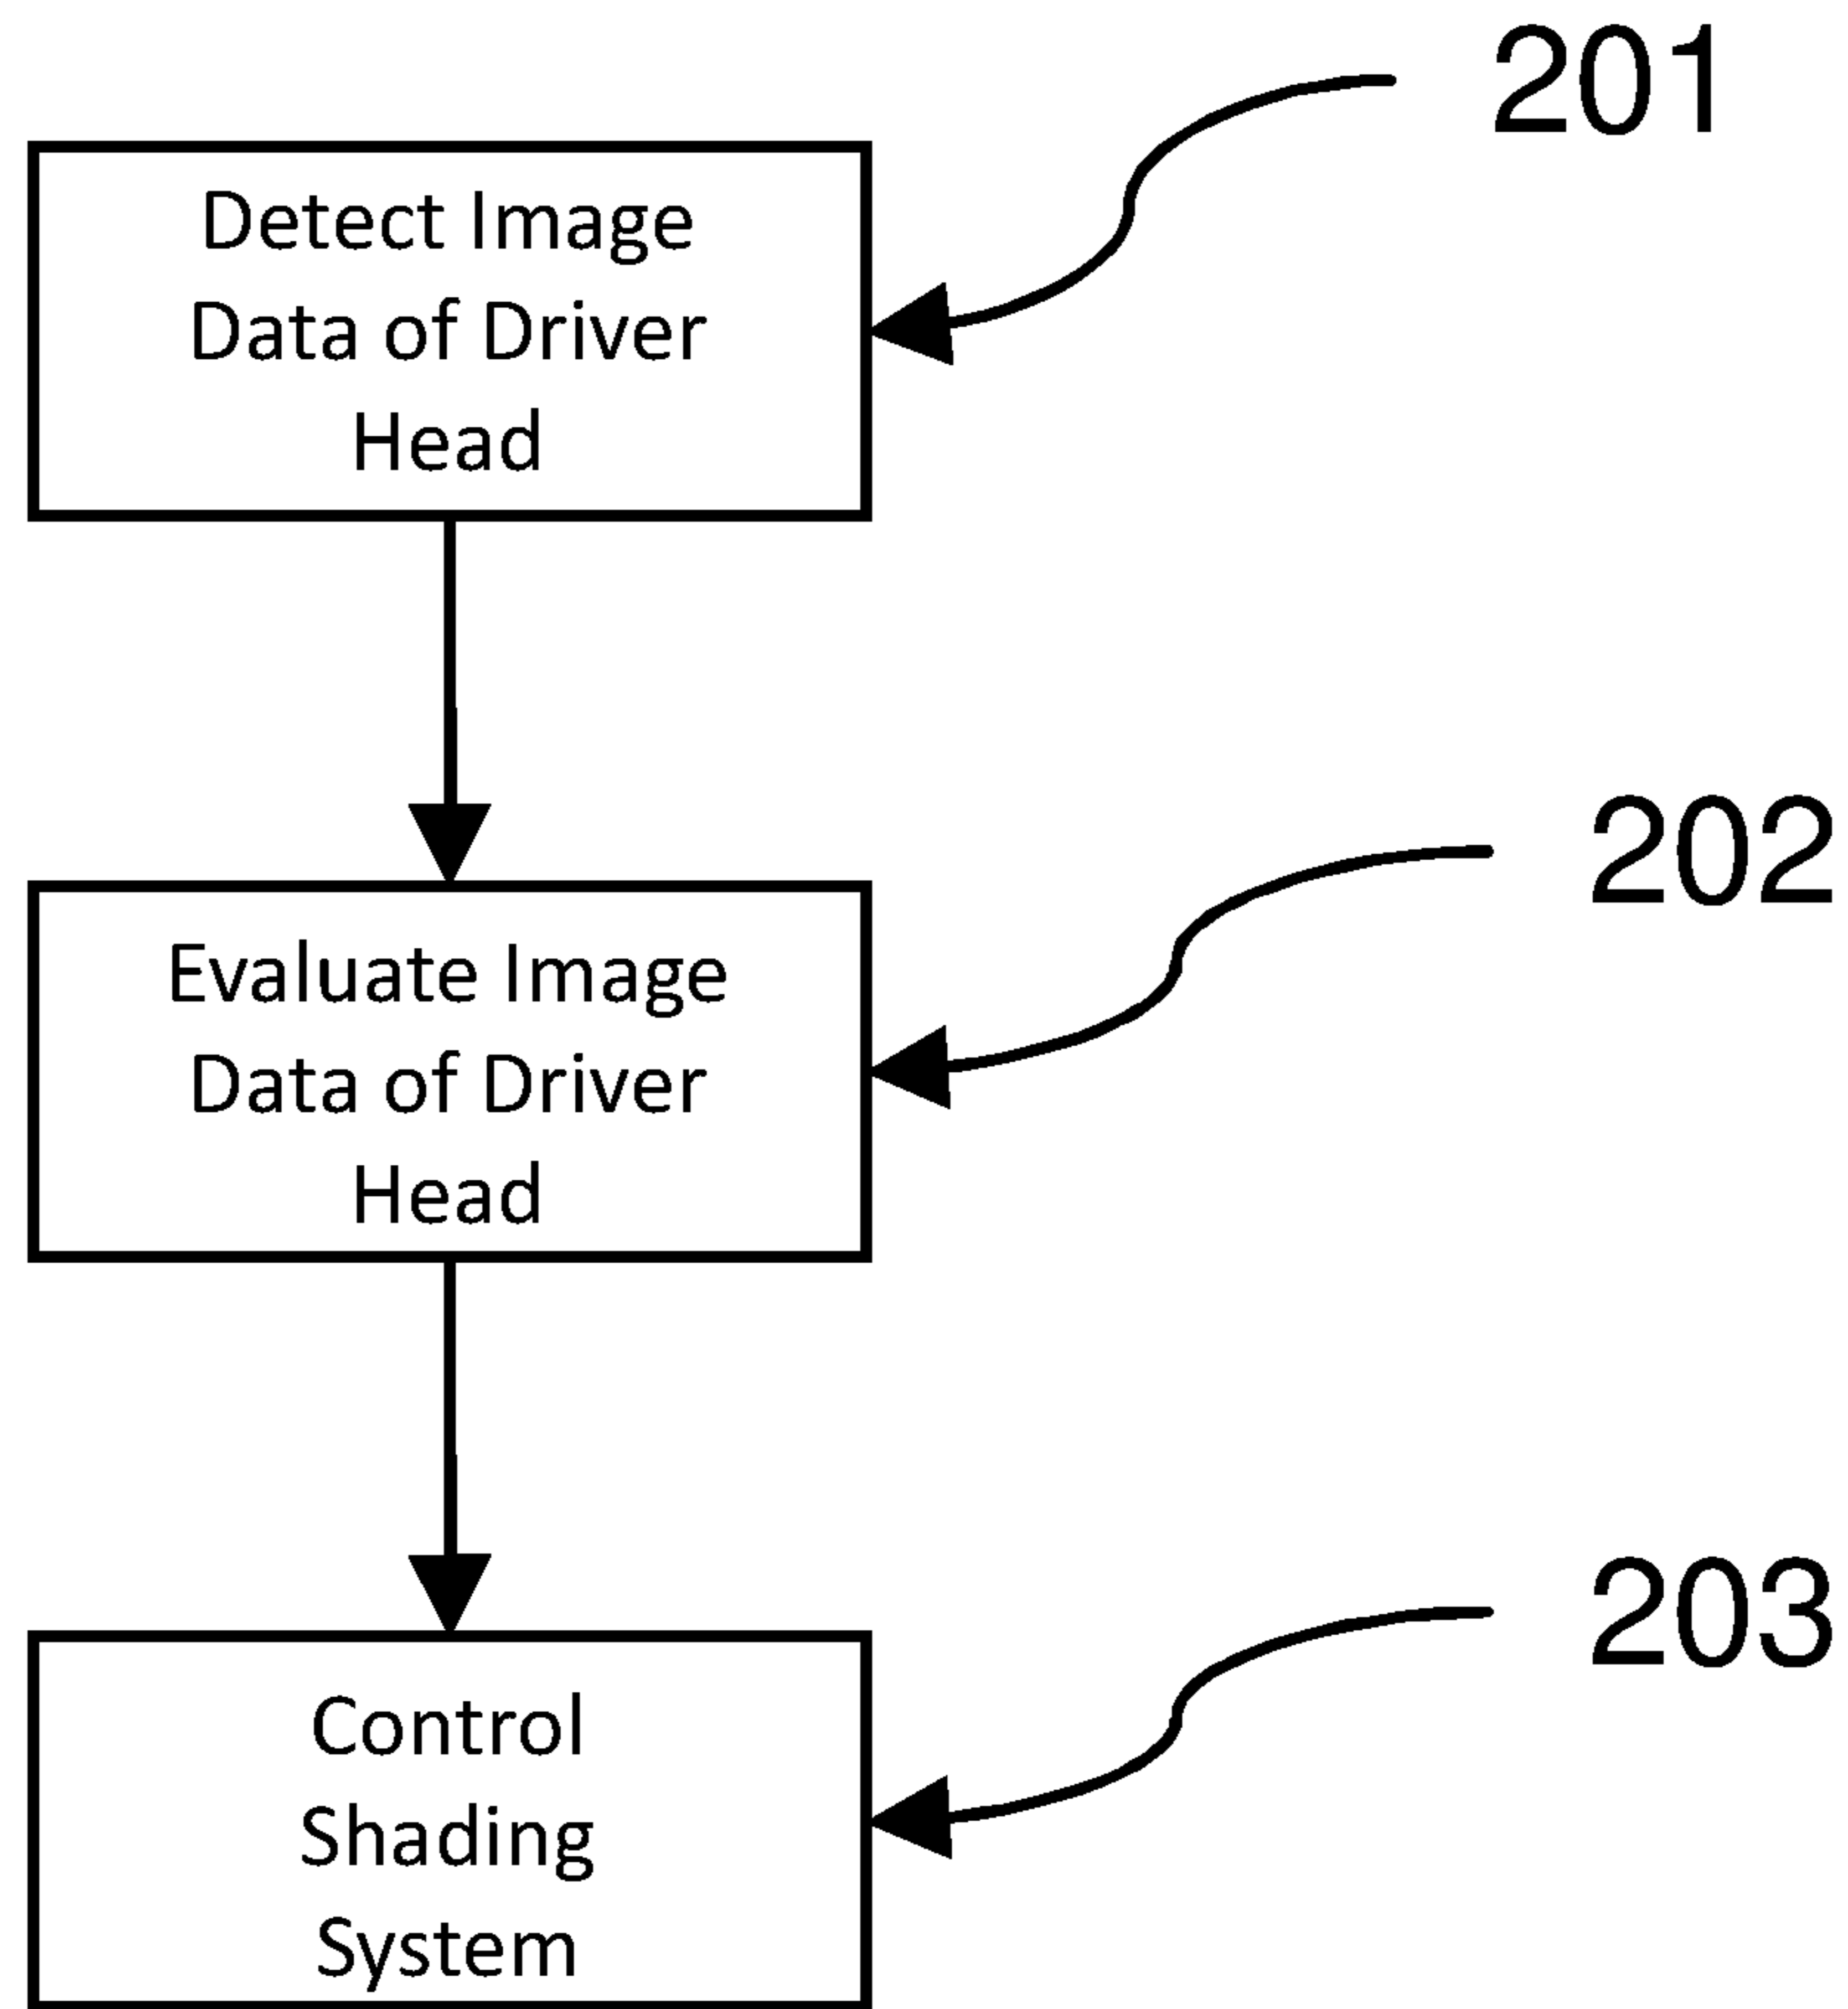 201
Detect Image
Data of Driver
Head
202
Evaluate Image
Data of Driver
Head
203
Control
Shading
System